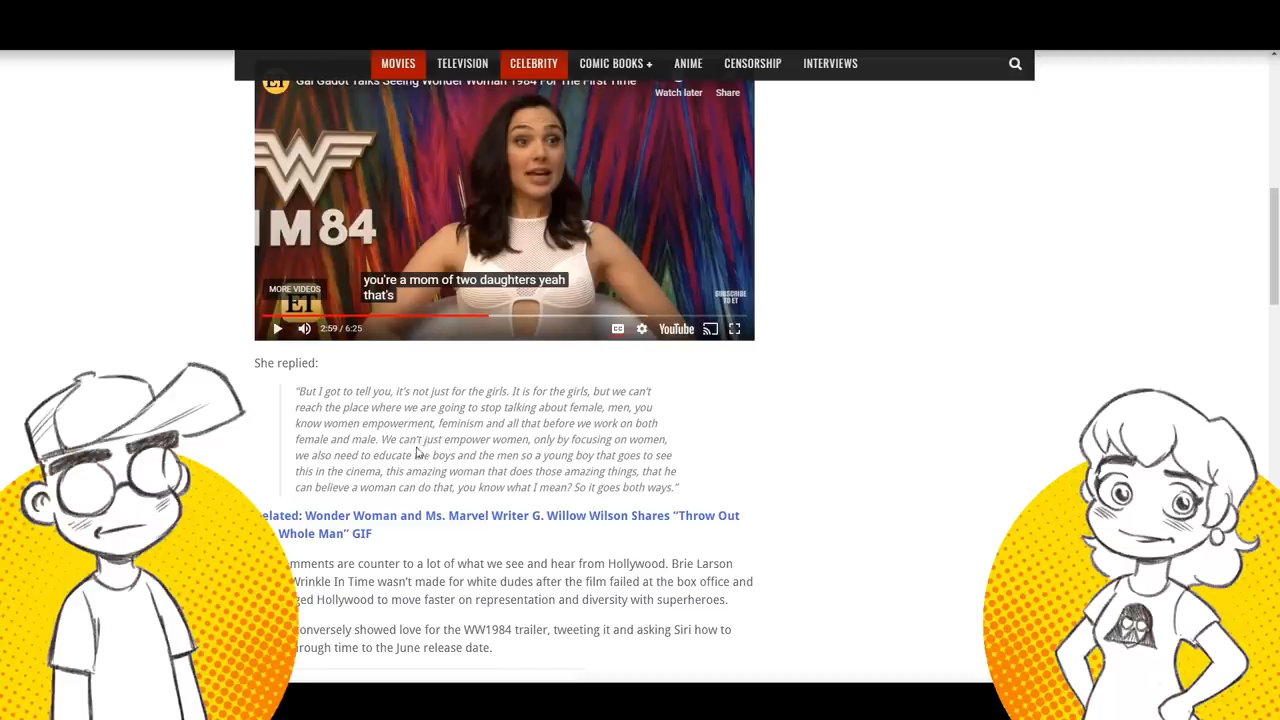 MOVIES TELEVISION CELEBRITY COMIC BOOKS + ANIME CENSORSHIP INTERVIEWS
ET Gal Gadot Talks Seeing Wonder Woman 1984 For The First Time
Watch later Share
M84
you're a mom of two daughters yeah
that's
MORE VIDEOS
ET
SUBSCRIBE
TO ET
2:59 / 6:25 CC YouTube
She replied:
“But I got to tell you, it’s not just for the girls. It is for the girls, but we can’t
reach the place where we are going to stop talking about female, men, you
know women empowerment, feminism and all that before we work on both
female and male. We can’t just empower women, only by focusing on women,
we also need to educate the boys and the men so a young boy that goes to see
this in the cinema, this amazing woman that does those amazing things, that he
can believe a woman can do that, you know what I mean? So it goes both ways.”
elated: Wonder Woman and Ms. Marvel Writer G. Willow Wilson Shares “Throw Out
Whole Man” GIF
mments are counter to a lot of what we see and hear from Hollywood. Brie Larson
Wrinkle In Time wasn’t made for white dudes after the film failed at the box office and
ged Hollywood to move faster on representation and diversity with superheroes.
onversely showed love for the WW1984 trailer, tweeting it and asking Siri how to
rough time to the June release date.